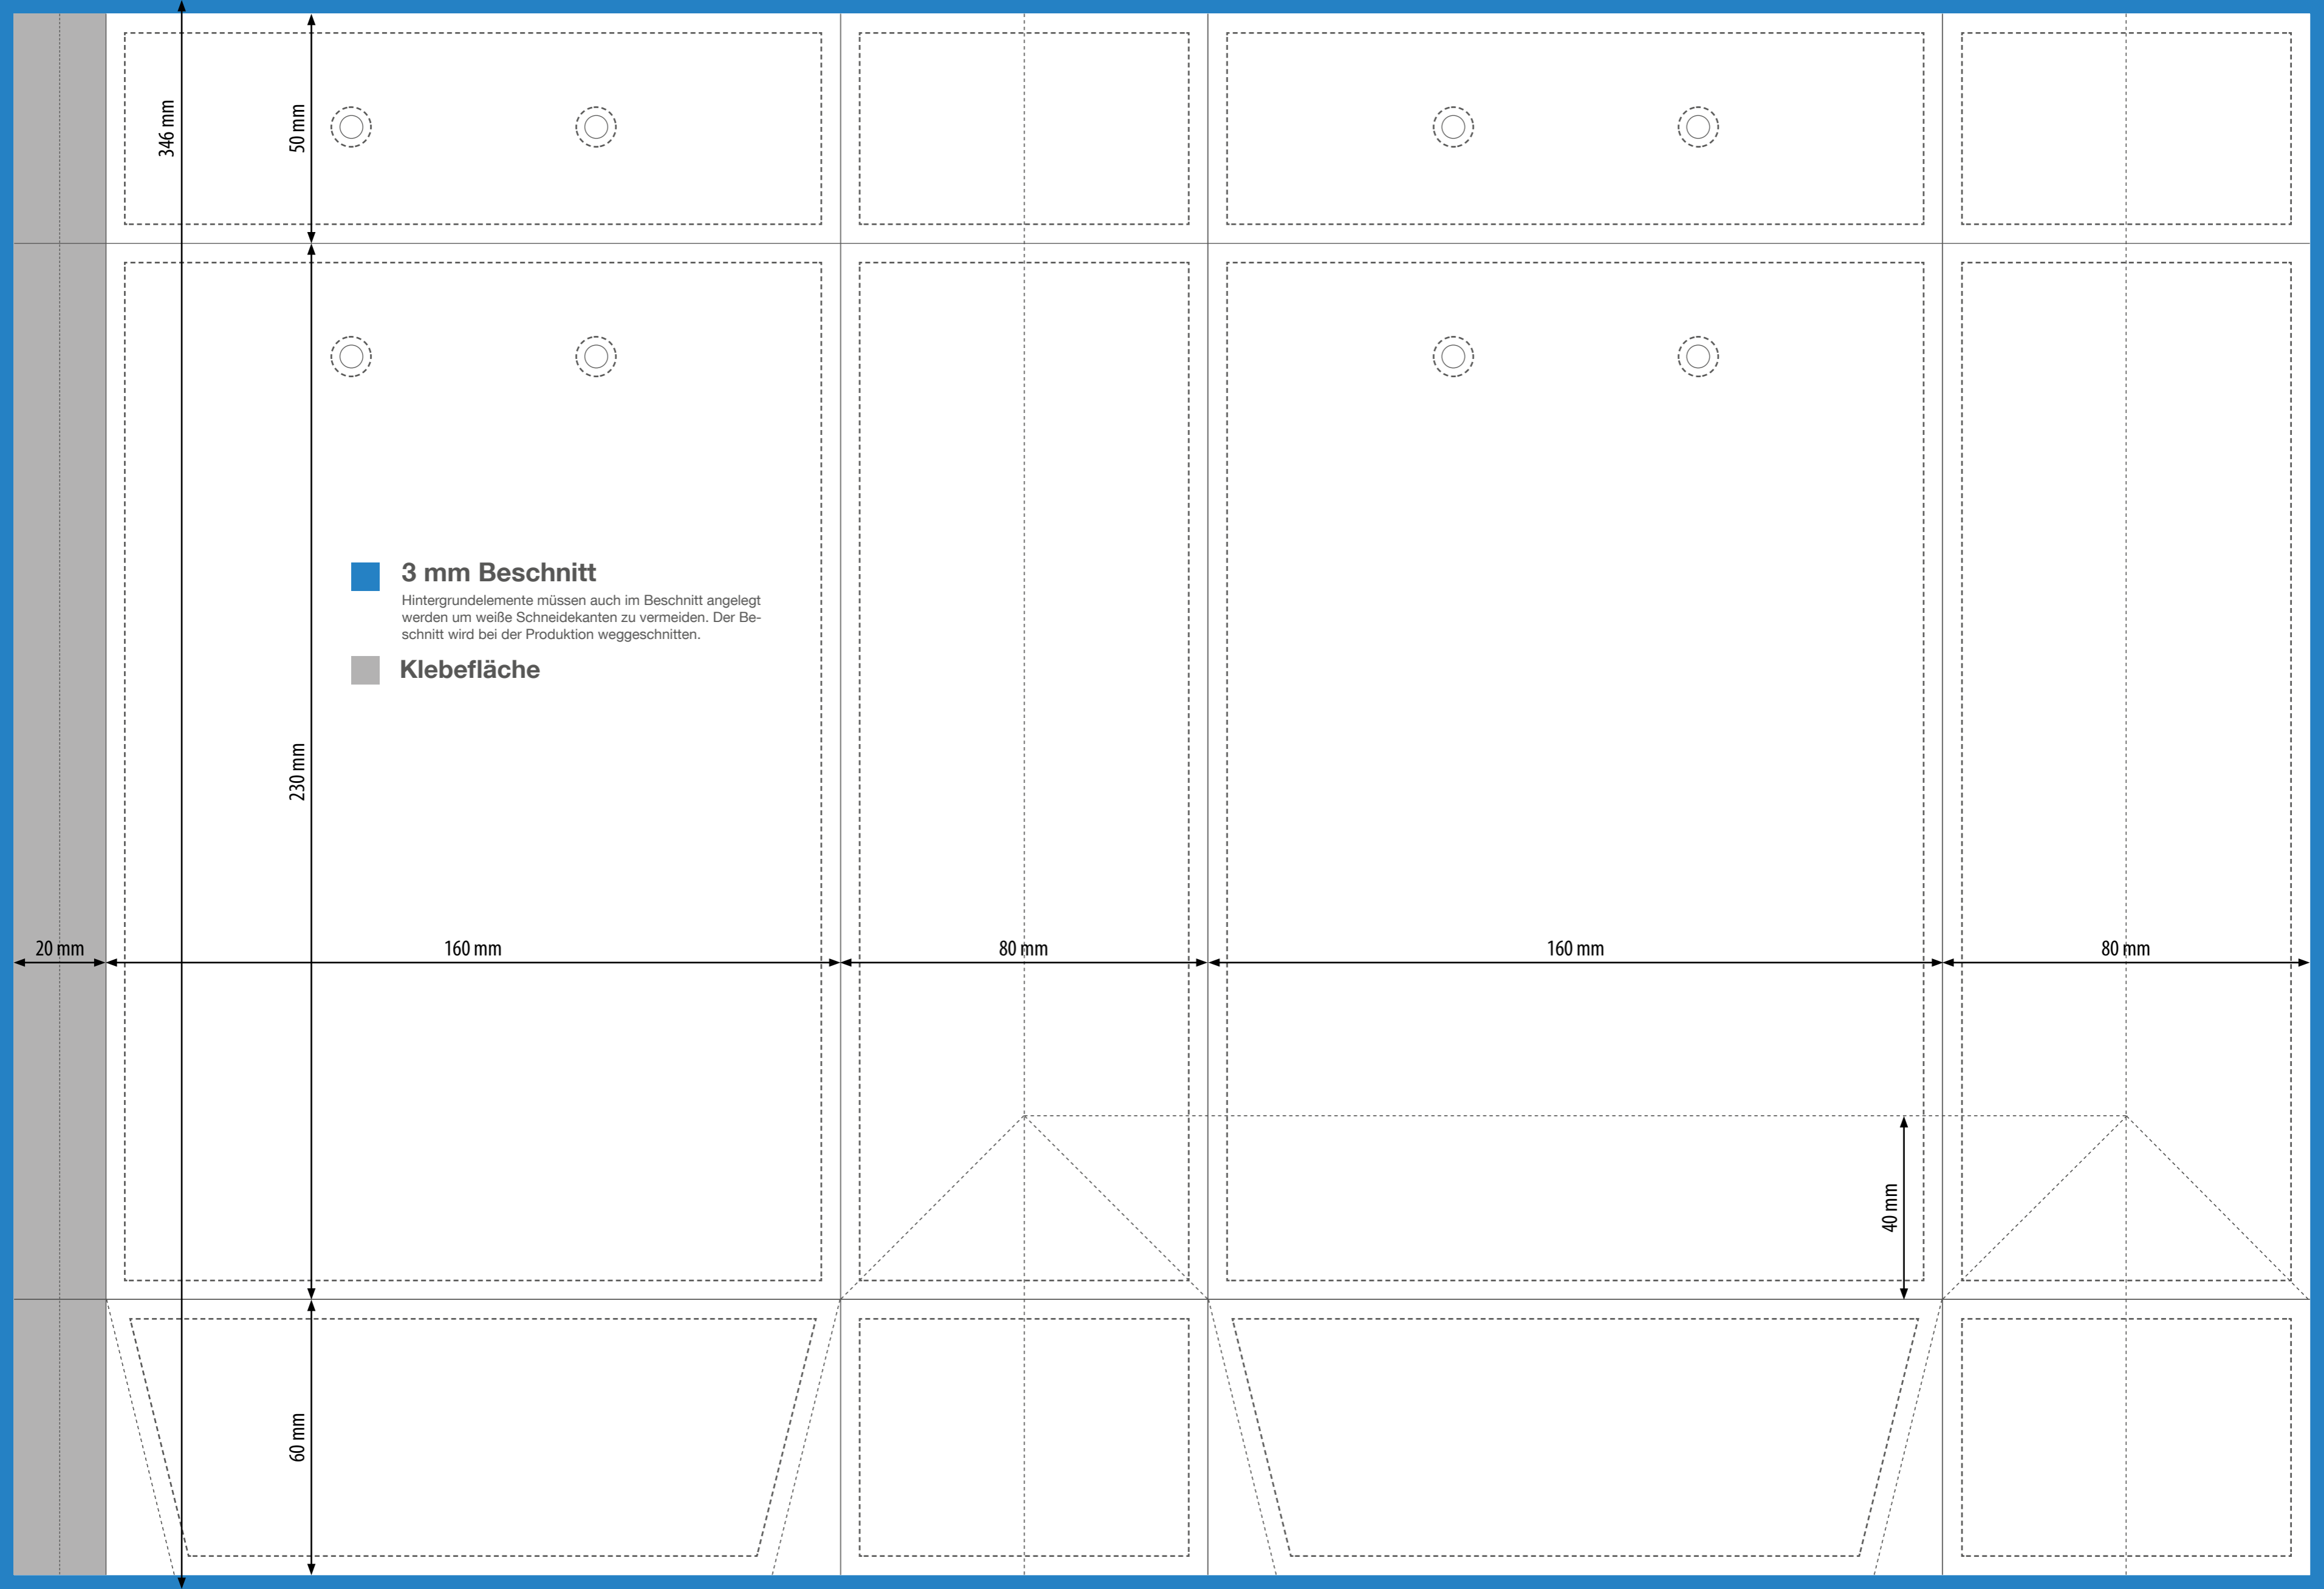 346 mm
50 mm
3 mm Beschnitt
Hintergrundelemente müssen auch im Beschnitt angelegt
werden um weiße Schneidekanten zu vermeiden. Der Be-
schnitt wird bei der Produktion weggeschnitten.
Klebefläche
230 mm
20 mm
160 mm
80 mm
160 mm
80 mm
40 mm
60 mm